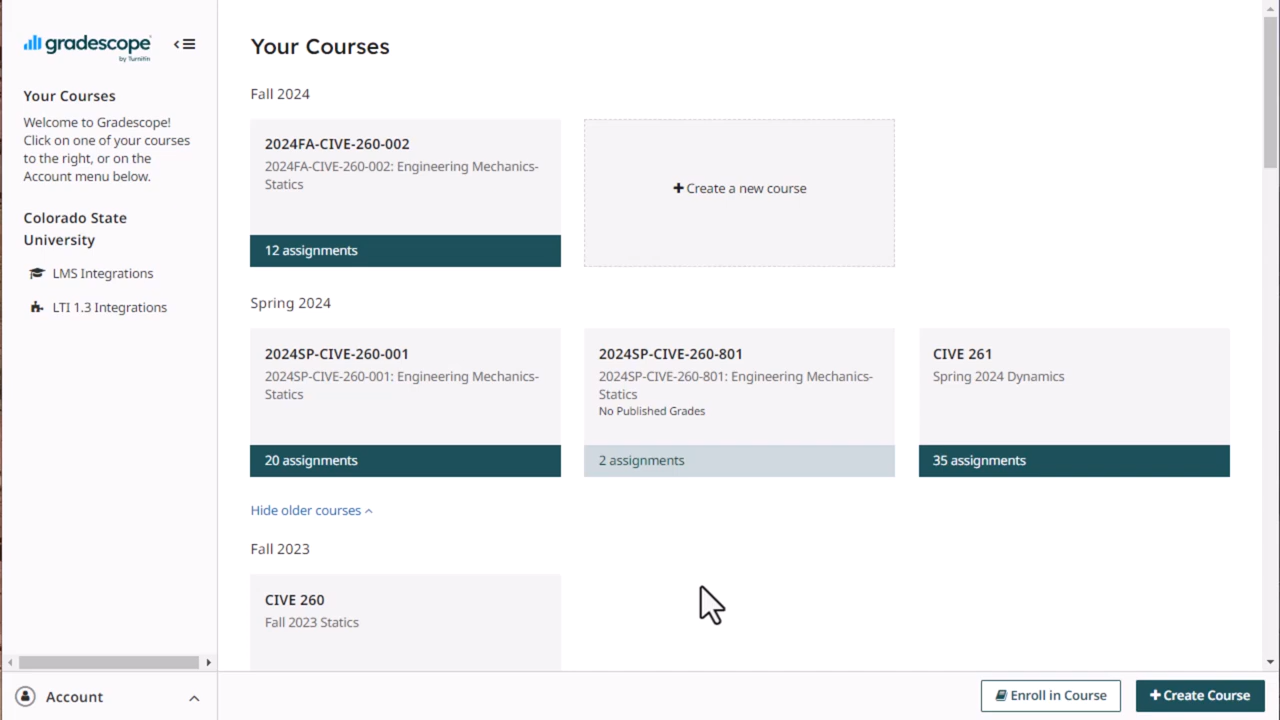 gradescope
by Turnitin
Your Courses
Welcome to Gradescope!
Click on one of your courses
to the right, or on the
Account menu below.
Colorado State
University
LMS Integrations
LTI 1.3 Integrations
Account
Your Courses
Fall 2024
2024FA-CIVE-260-002
2024FA-CIVE-260-002: Engineering Mechanics-
Statics
12 assignments
Create a new course
Spring 2024
2024SP-CIVE-260-001
2024SP-CIVE-260-001: Engineering Mechanics-
Statics
20 assignments
2024SP-CIVE-260-801
2024SP-CIVE-260-801: Engineering Mechanics-
Statics
No Published Grades
2 assignments
CIVE 261
Spring 2024 Dynamics
35 assignments
Hide older courses
Fall 2023
CIVE 260
Fall 2023 Statics
Enroll in Course
Create Course